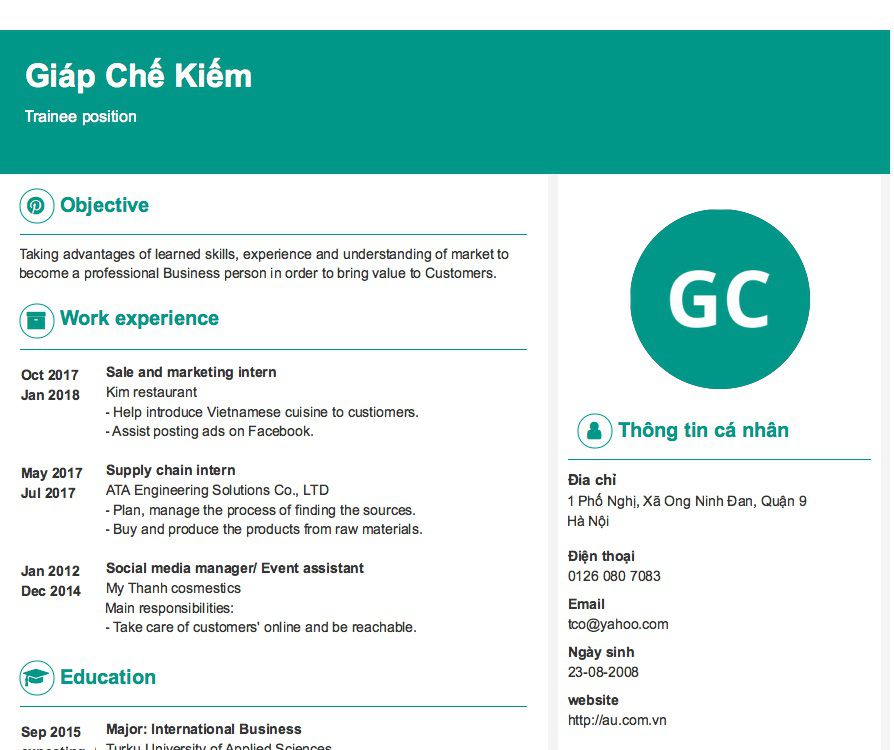 Giáp Chế Kiếm
Trainee position
Objective
Taking advantages of learned skills, experience and understanding of market to
become a professional Business person in order to bring value to Customers.
Work experience
Oct 2017
Jan 2018
Sale and marketing intern
Kim restaurant
- Help introduce Vietnamese cuisine to custiomers.
- Assist posting ads on Facebook.
May 2017
Jul 2017
Supply chain intern
ATA Engineering Solutions Co., LTD
- Plan, manage the process of finding the sources.
- Buy and produce the products from raw materials.
Jan 2012
Dec 2014
Social media manager/ Event assistant
My Thanh cosmestics
Main responsibilities:
- Take care of customers' online and be reachable.
Education
Sep 2015
expecting /
Major: International Business
Turku University of Applied Sciences
GC
Thông tin cá nhân
Đia chỉ
1 Phố Nghị, Xã Ong Ninh Đan, Quận 9
Hà Nội
Điện thoại
0126 080 7083
Email
tco@yahoo.com
Ngày sinh
23-08-2008
website
http://au.com.vn